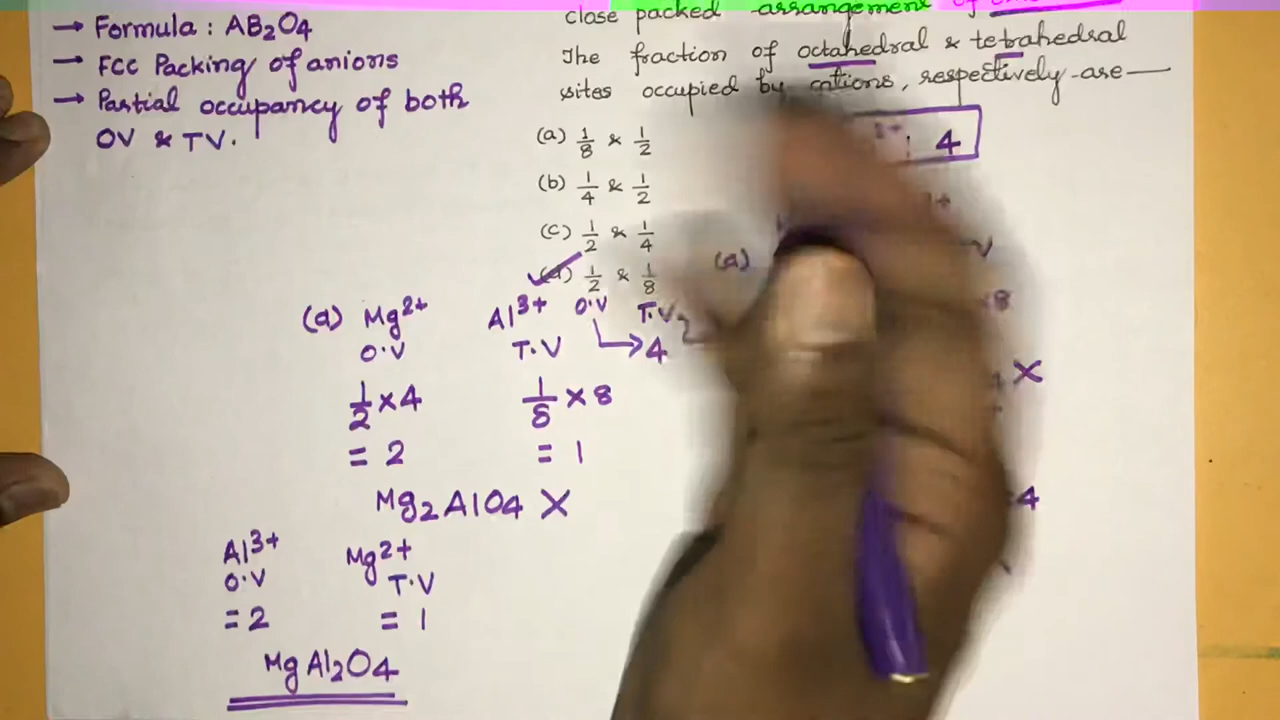 → Formula : AB2O4
→ FCC Packing of anions
→ Partial occupancy of both
OV & TV.
close packed arrangement of
The fraction of octahedral & tetrahedral
sites occupied by cations, respectively are —
4
(a) 1/8 & 1/2
(b) 1/4 & 1/2
(c) 1/2 & 1/4
(d) 1/2 & 1/8
O.V T.V
→ 4
(a)
8
X
4
(a) Mg2+ Al3+
O.V T.V
1/2 × 4 1/8 × 8
= 2 = 1
Mg2AlO4 X
Al3+ Mg2+
O.V T.V
= 2 = 1
MgAl2O4